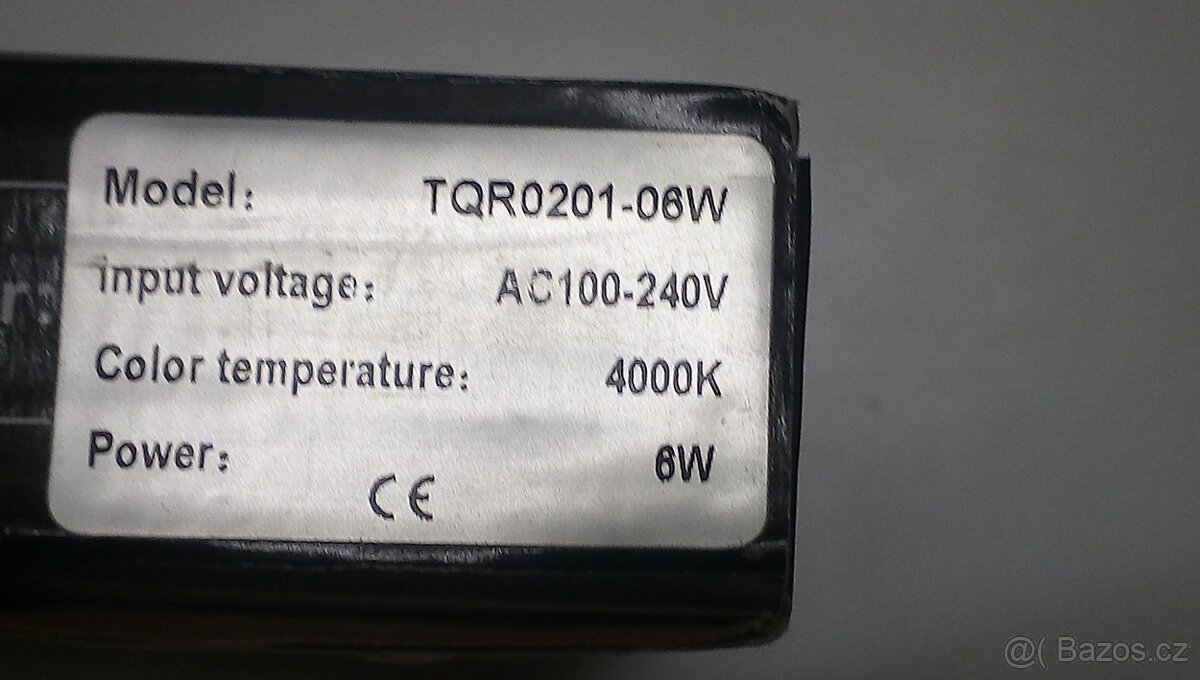 Model: TQR0201-06W
input voltage: AC100-240V
Color temperature: 4000K
Power: 6W
CE
@( Bazos.cz